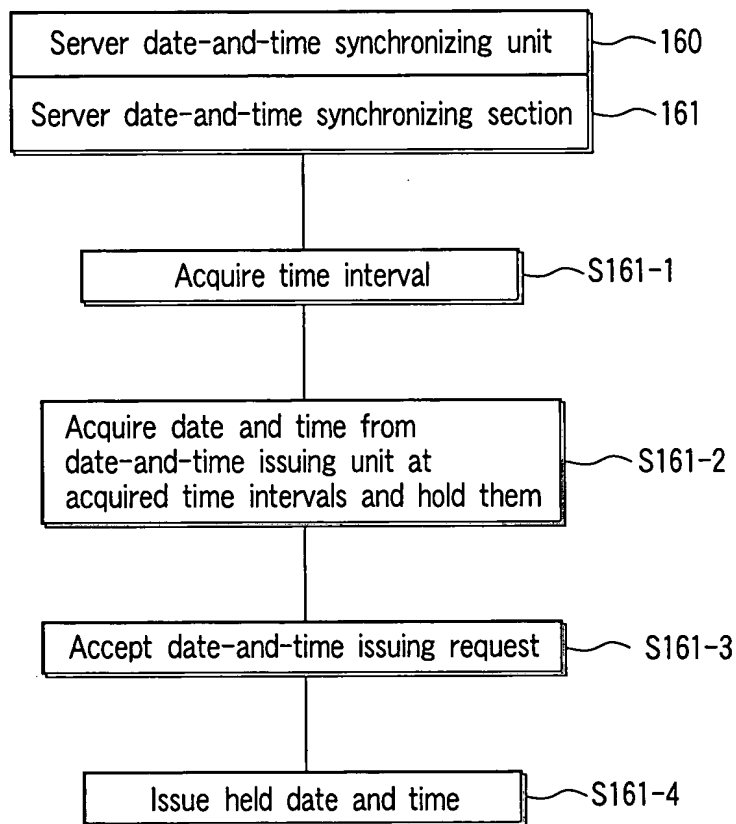 Server date-and-time synchronizing unit 160
Server date-and-time synchronizing section 161
Acquire time interval S161-1
Acquire date and time from
date-and-time issuing unit at
acquired time intervals and hold them
S161-2
Accept date-and-time issuing request S161-3
Issue held date and time S161-4